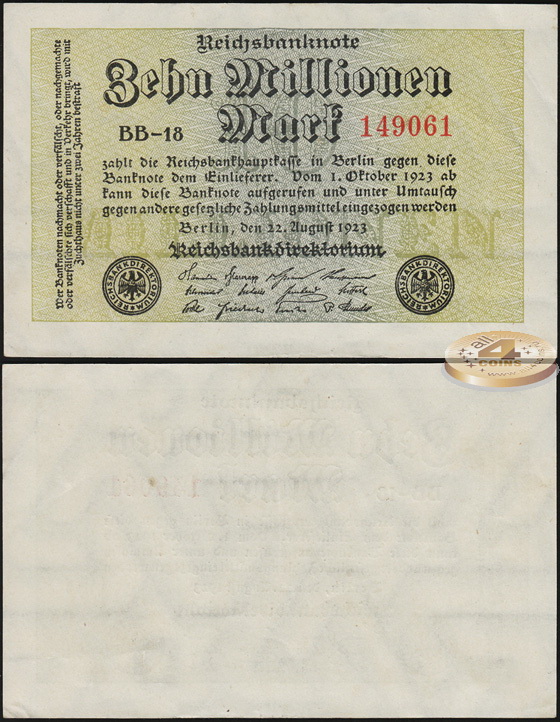 Reichsbanknote
Zehn Millionen
Mark
BB-18
149061
zahlt die Reichsbankhauptkasse in Berlin gegen diese
Banknote dem Einlieferer. Vom 1. Oktober 1923 ab
kann diese Banknote aufgerufen und unter Umtausch
gegen andere gesetzliche Zahlungsmittel eingezogen werden
Berlin, den 22. August 1923
Reichsbankdirektorium
REICHSBANKDIREKTORIUM
REICHSBANKDIREKTORIUM
Wer Banknoten nachmacht oder verfälscht, oder nachgemachte
oder verfälschte sich verschafft und in Verkehr bringt, wird mit
Zuchthaus nicht unter zwei Jahren bestraft
all
4
COINS